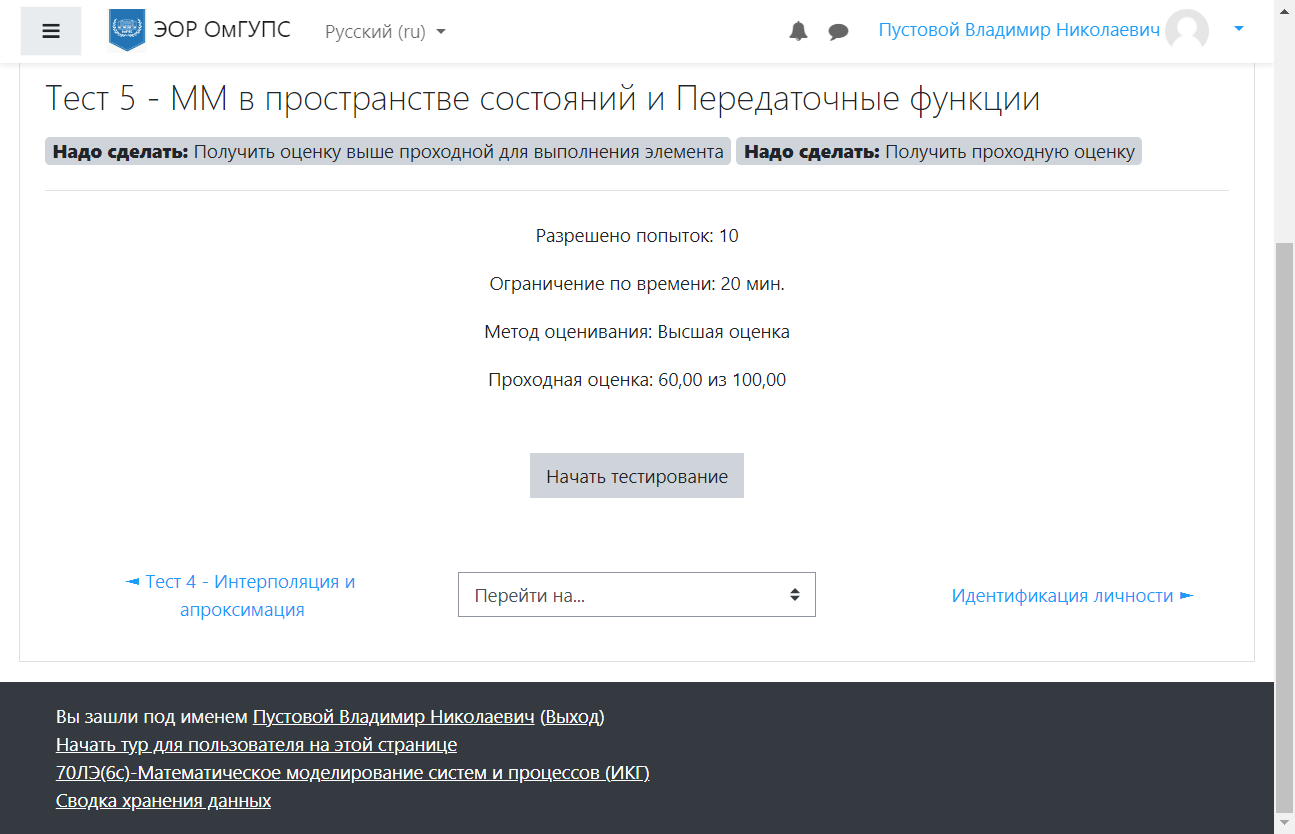 ЭОР ОмГУПС
Русский (ru)
Пустовой Владимир Николаевич
Тест 5 - ММ в пространстве состояний и Передаточные функции
Надо сделать: Получить оценку выше проходной для выполнения элемента
Надо сделать: Получить проходную оценку
Разрешено попыток: 10
Ограничение по времени: 20 мин.
Метод оценивания: Высшая оценка
Проходная оценка: 60,00 из 100,00
Начать тестирование
◄ Тест 4 - Интерполяция и
апроксимация
Перейти на...
Идентификация личности ►
Вы зашли под именем Пустовой Владимир Николаевич (Выход)
Начать тур для пользователя на этой странице
70ЛЭ(6с)-Математическое моделирование систем и процессов (ИКГ)
Сводка хранения данных